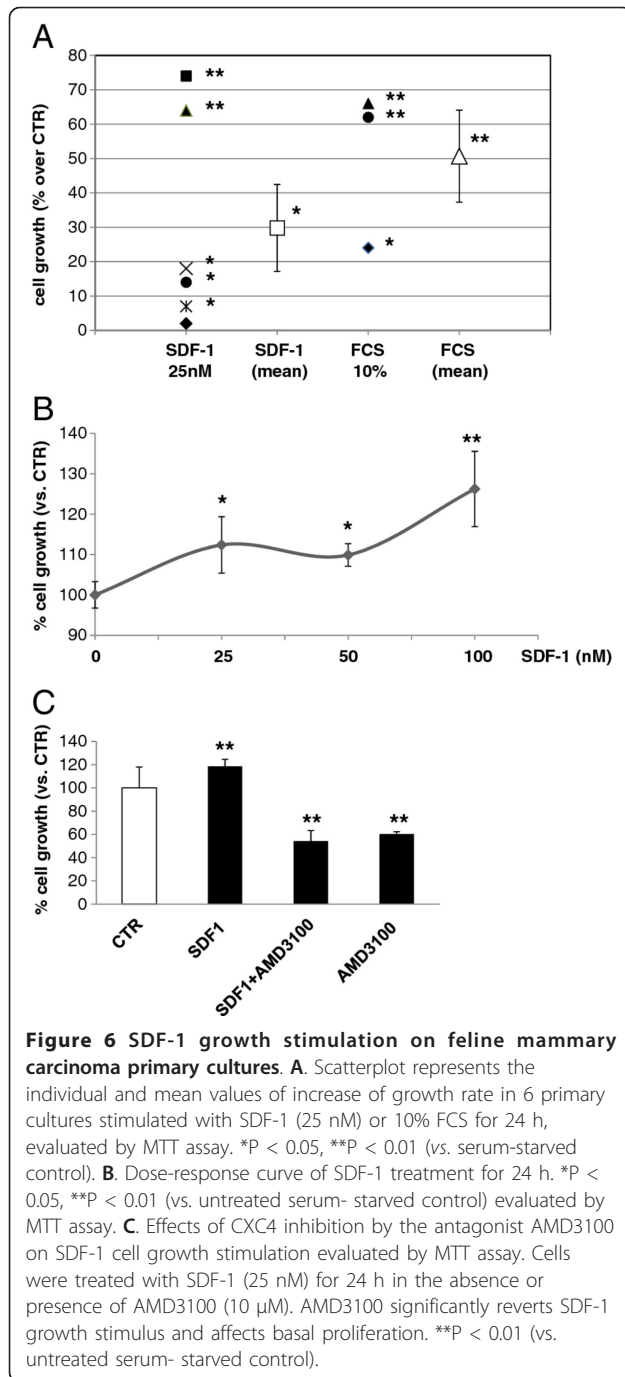 A
cell growth (% over CTR)
80
70
60
50
40
30
20
10
0
**
**
*
*
*
*
**
**
*
**
SDF-1 25nM
SDF-1 (mean)
FCS 10%
FCS (mean)
B
% cell growth (vs. CTR)
140
130
120
110
100
90
*
*
**
0 25 50 100 SDF-1 (nM)
C
% cell growth (vs. CTR)
140
120
100
80
60
40
20
0
**
**
**
CTR
SDF1
SDF1+AMD3100
AMD3100
Figure 6 SDF-1 growth stimulation on feline mammary
carcinoma primary cultures. A. Scatterplot represents the
individual and mean values of increase of growth rate in 6 primary
cultures stimulated with SDF-1 (25 nM) or 10% FCS for 24 h,
evaluated by MTT assay. *P < 0.05, **P < 0.01 (vs. serum-starved
control). B. Dose-response curve of SDF-1 treatment for 24 h. *P <
0.05, **P < 0.01 (vs. untreated serum- starved control) evaluated by
MTT assay. C. Effects of CXC4 inhibition by the antagonist AMD3100
on SDF-1 cell growth stimulation evaluated by MTT assay. Cells
were treated with SDF-1 (25 nM) for 24 h in the absence or
presence of AMD3100 (10 μM). AMD3100 significantly reverts SDF-1
growth stimulus and affects basal proliferation. **P < 0.01 (vs.
untreated serum- starved control).